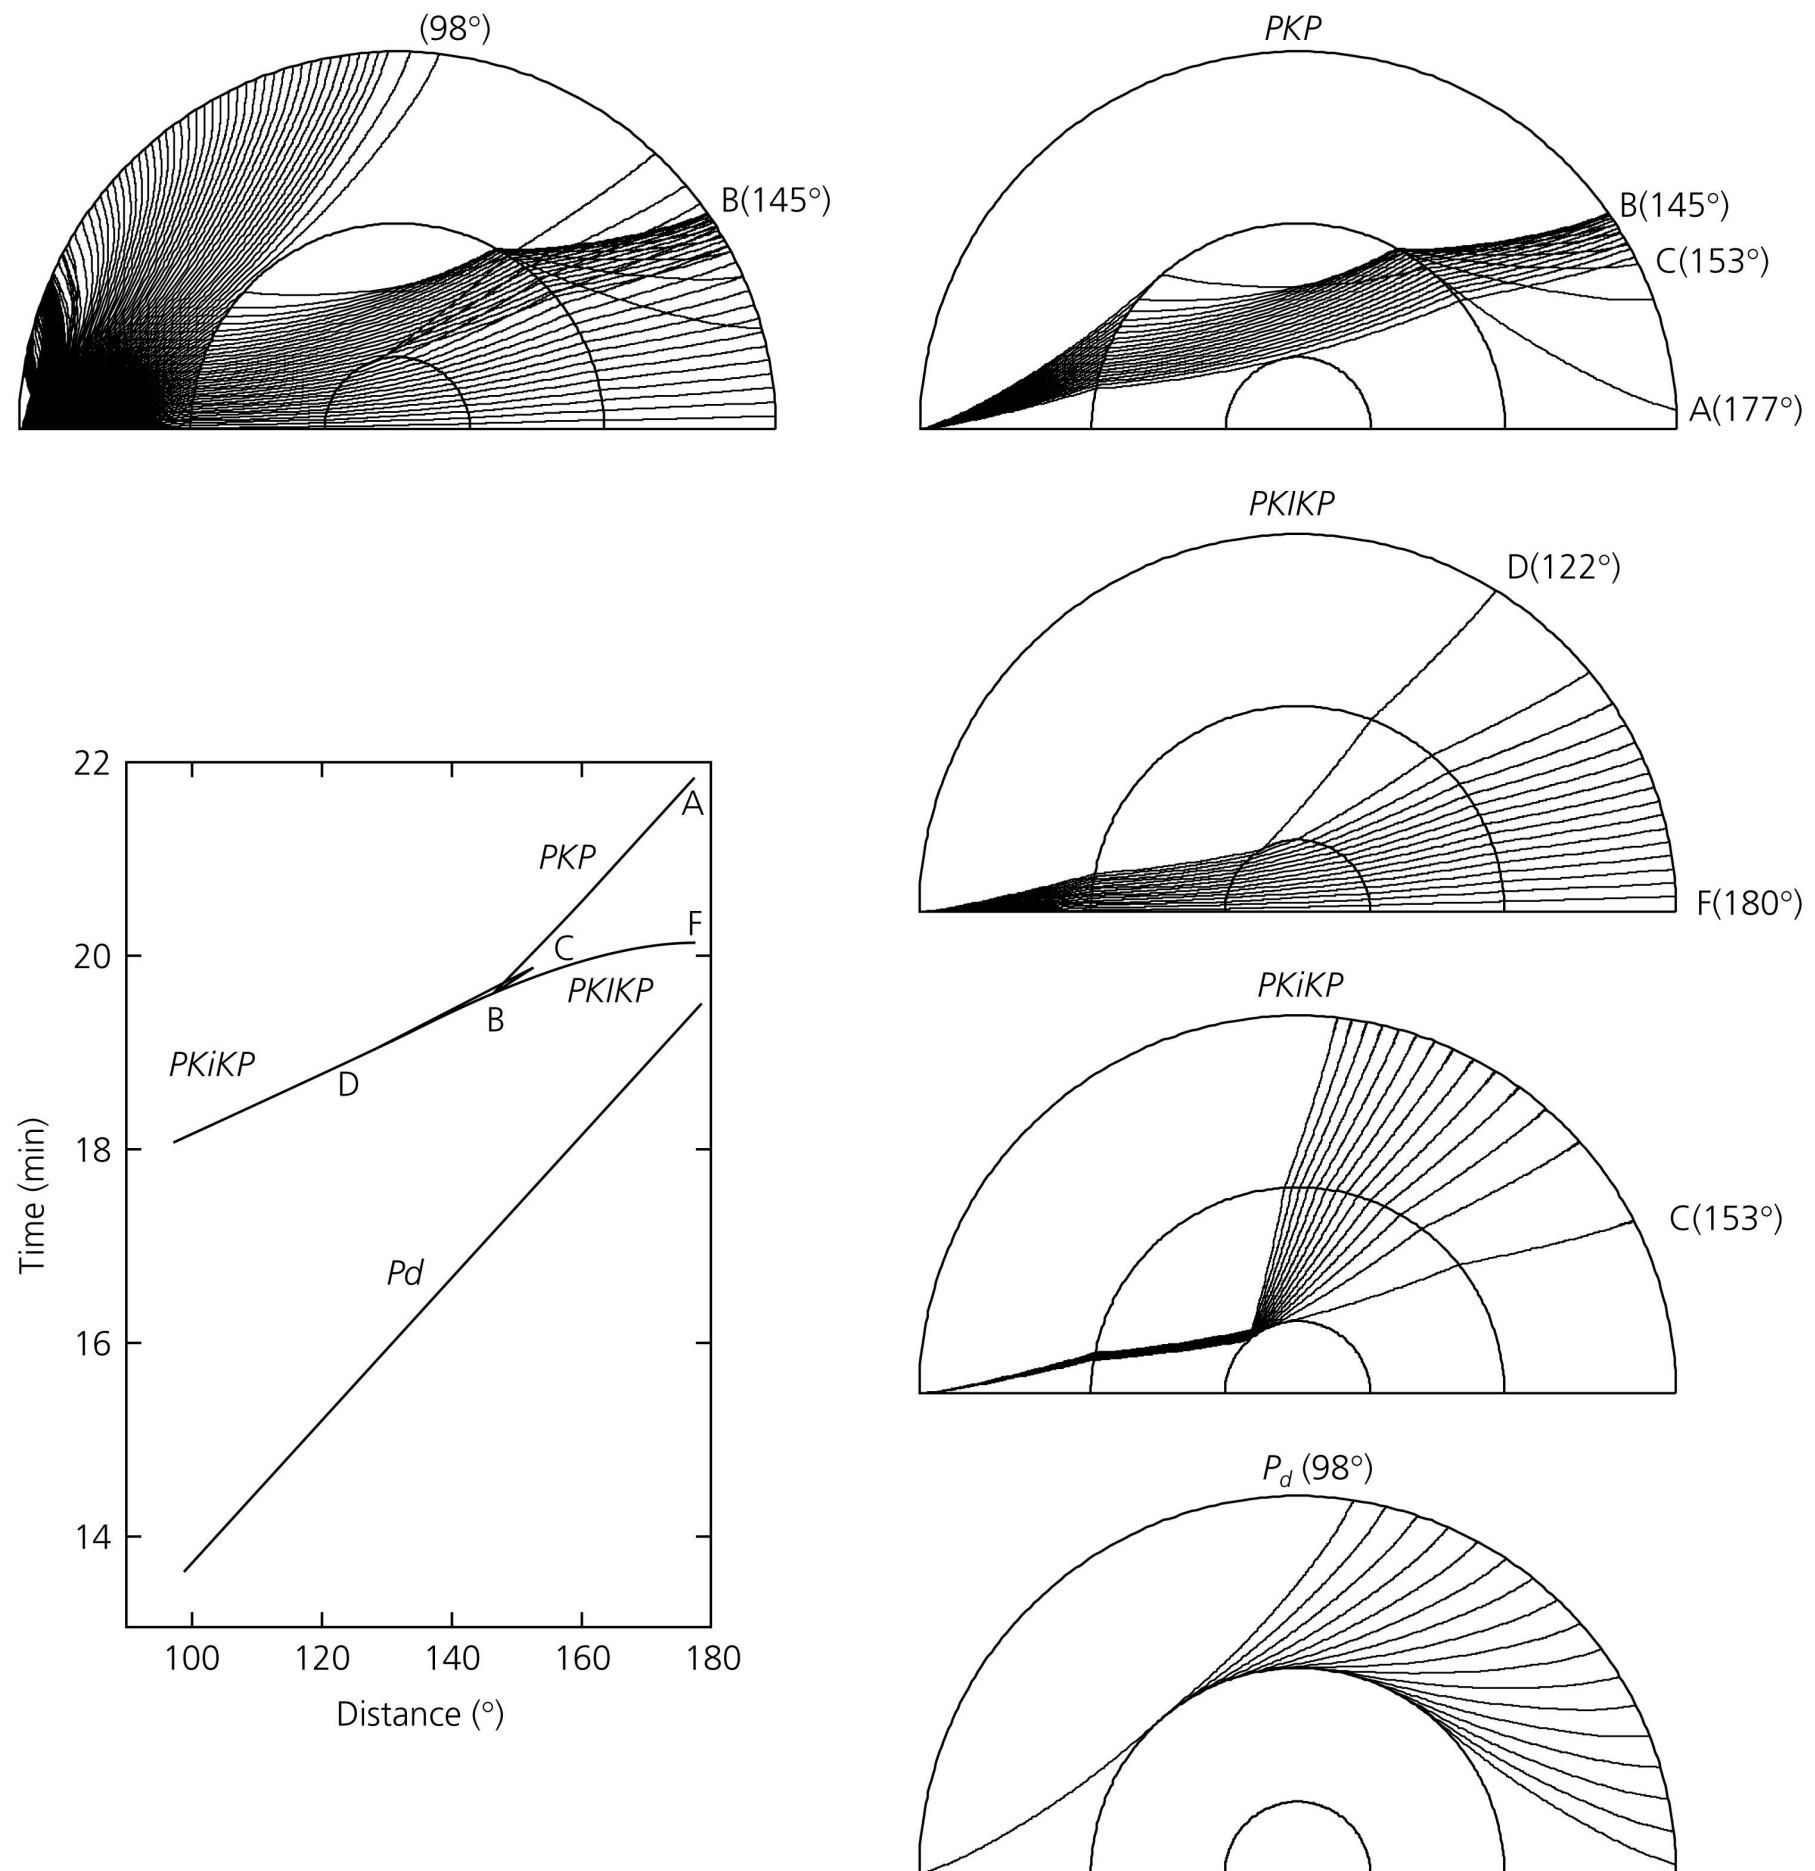 (98°)
B(145°)
PKP
B(145°)
C(153°)
A(177°)
PKIKP
D(122°)
F(180°)
PKiKP
C(153°)
Pd (98°)
22
20
18
16
14
Time (min)
A
PKP
F
C
PKIKP
B
PKiKP
D
Pd
100 120 140 160 180
Distance (°)